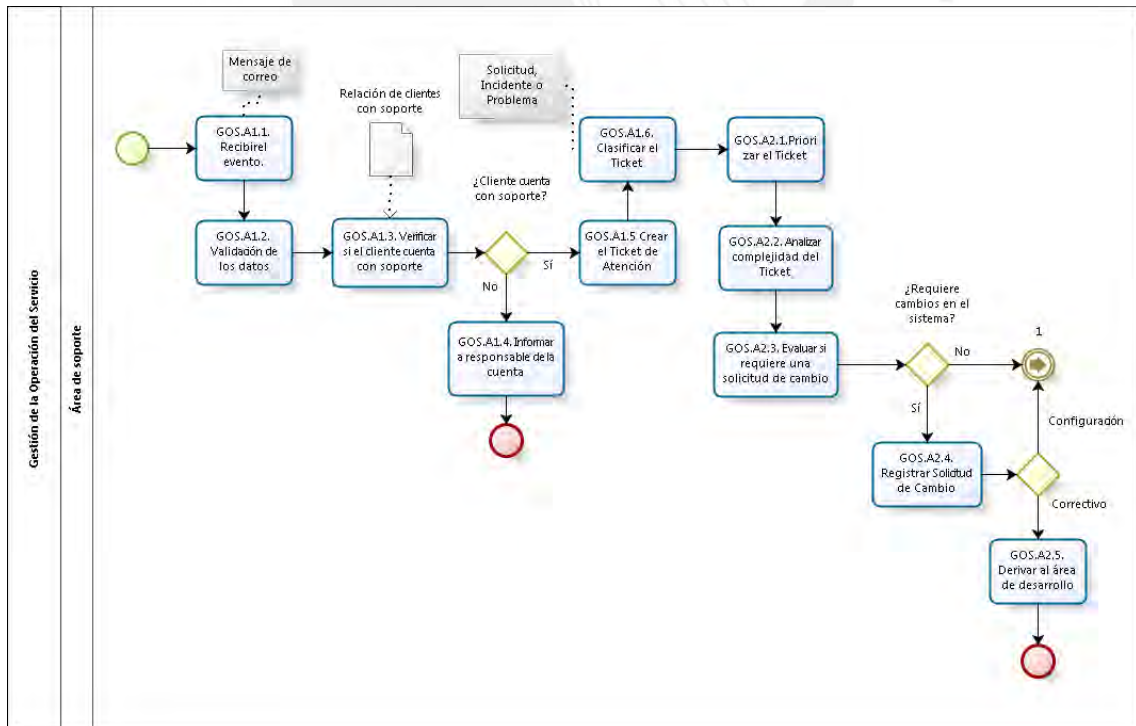 Gestión de la Operación del Servicio
Área de soporte
Mensaje de
correo
GOS.A1.1.
Recibirel
evento.
GOS.A1.2.
Validación de
los datos
Relación de clientes
con soporte
GOS.A1.3. Verificar
si el cliente cuenta
con soporte
¿Cliente cuenta
con soporte?
Sí
No
GOS.A1.4. Informar
a responsable de la
cuenta
GOS.A1.5 Crear
el Ticket de
Atención
Solicitud,
Incidente o
Problema
GOS.A1.6.
Clasificar el
Ticket
GOS.A2.1.Priori
zar el Ticket
GOS.A2.2. Analizar
complejidad del
Ticket
GOS.A2.3. Evaluar si
requiere una
solicitud de cambio
¿Requiere
cambios en el
sistema?
No
1
Sí
GOS.A2.4.
Registrar Solicitud
de Cambio
Configuración
Correctivo
GOS.A2.5.
Derivar al área
de desarrollo